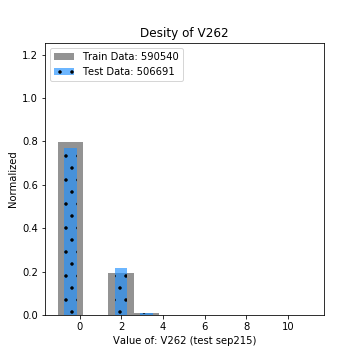 Desity of V262
Train Data: 590540
Test Data: 506691
Normalized
1.2
1.0
0.8
0.6
0.4
0.2
0.0
0 2 4 6 8 10
Value of: V262 (test sep215)